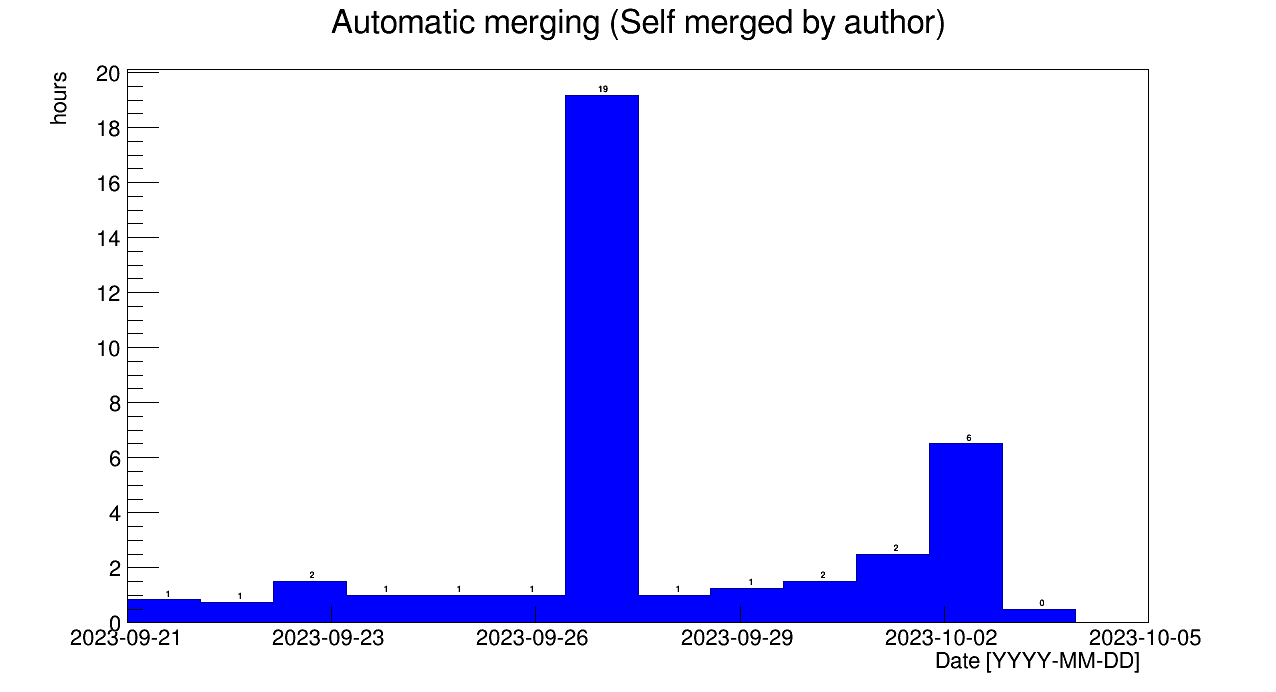 Automatic merging (Self merged by author)
hours
20
18
16
14
12
10
8
6
4
2
0
1 1 2 1 1 1 19 1 1 2 2 6 0
2023-09-21 2023-09-23 2023-09-26 2023-09-29 2023-10-02 2023-10-05
Date [YYYY-MM-DD]